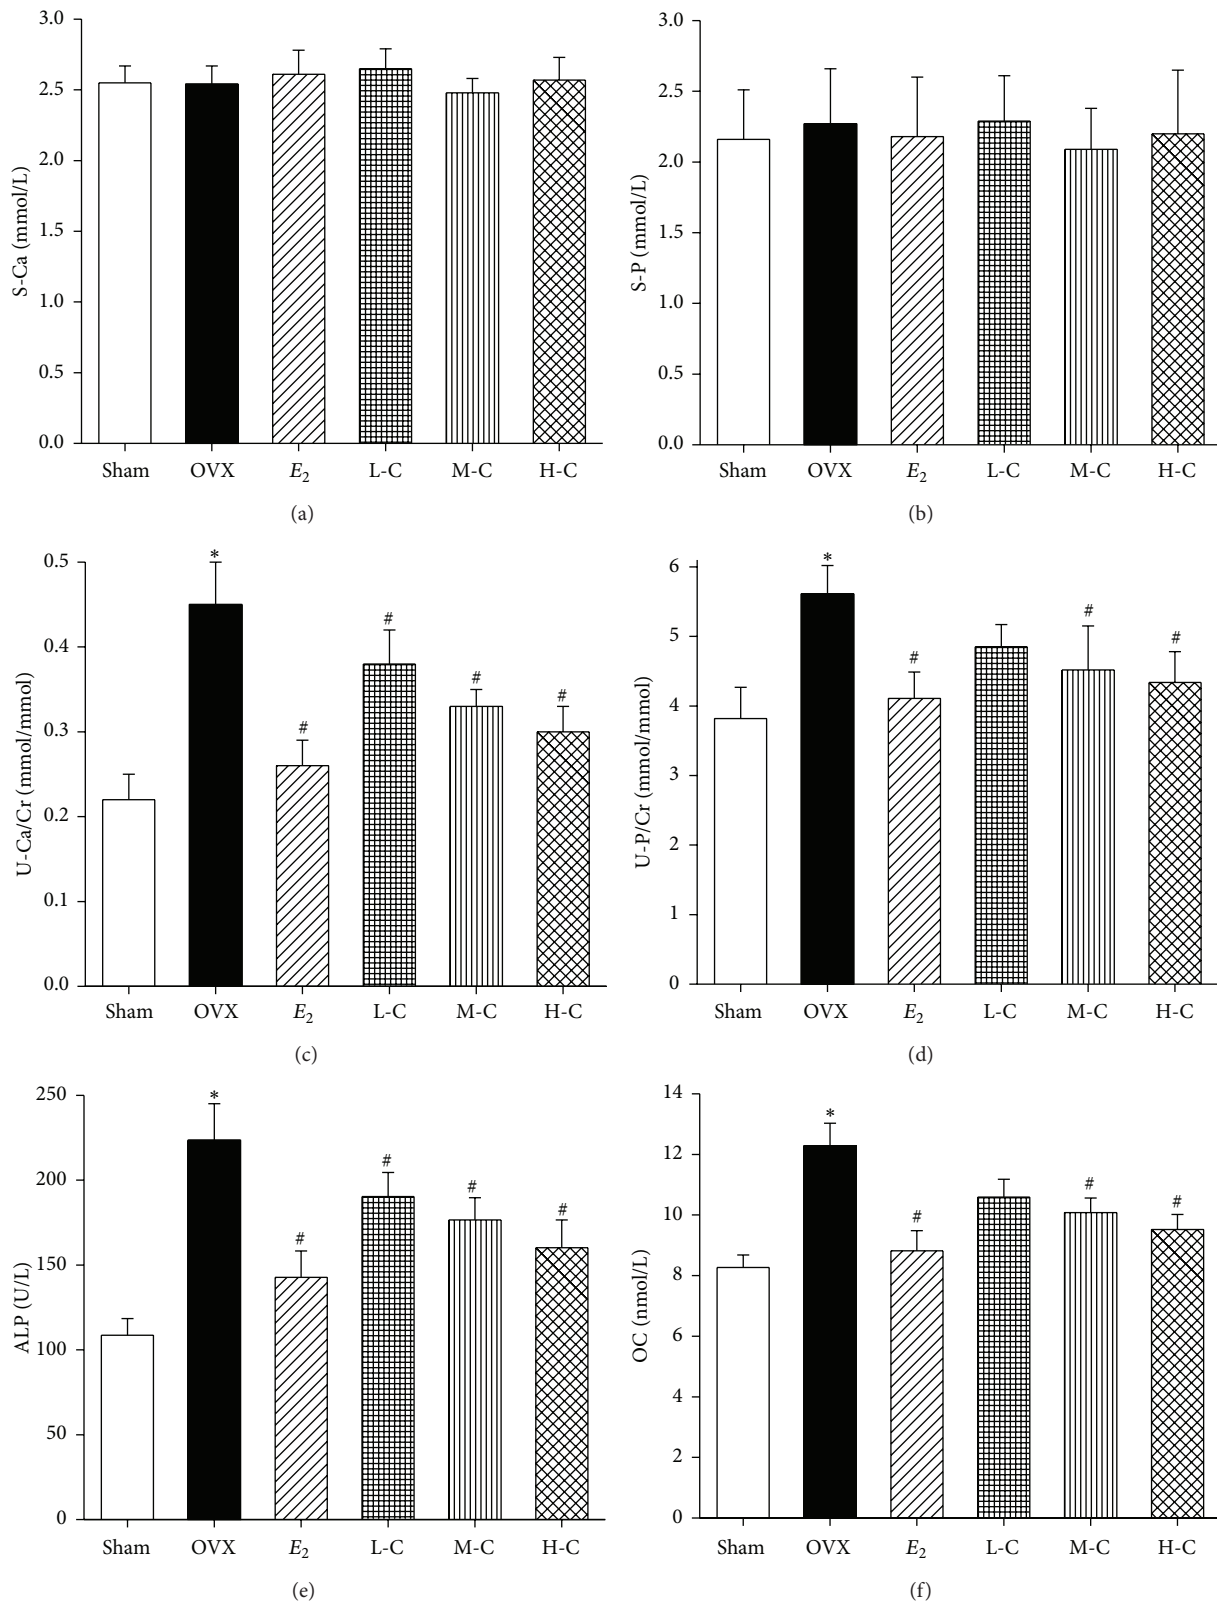 S-Ca (mmol/L)
3.0
2.5
2.0
1.5
1.0
0.5
0.0
Sham OVX E₂ L-C M-C H-C
(a)
S-P (mmol/L)
3.0
2.5
2.0
1.5
1.0
0.5
0.0
Sham OVX E₂ L-C M-C H-C
(b)
U-Ca/Cr (mmol/mmol)
0.5
0.4
0.3
0.2
0.1
0.0
* # # # #
Sham OVX E₂ L-C M-C H-C
(c)
U-P/Cr (mmol/mmol)
6
5
4
3
2
1
0
* # # #
Sham OVX E₂ L-C M-C H-C
(d)
ALP (U/L)
250
200
150
100
50
0
* # # # #
Sham OVX E₂ L-C M-C H-C
(e)
OC (nmol/L)
14
12
10
8
6
4
2
0
* # # #
Sham OVX E₂ L-C M-C H-C
(f)